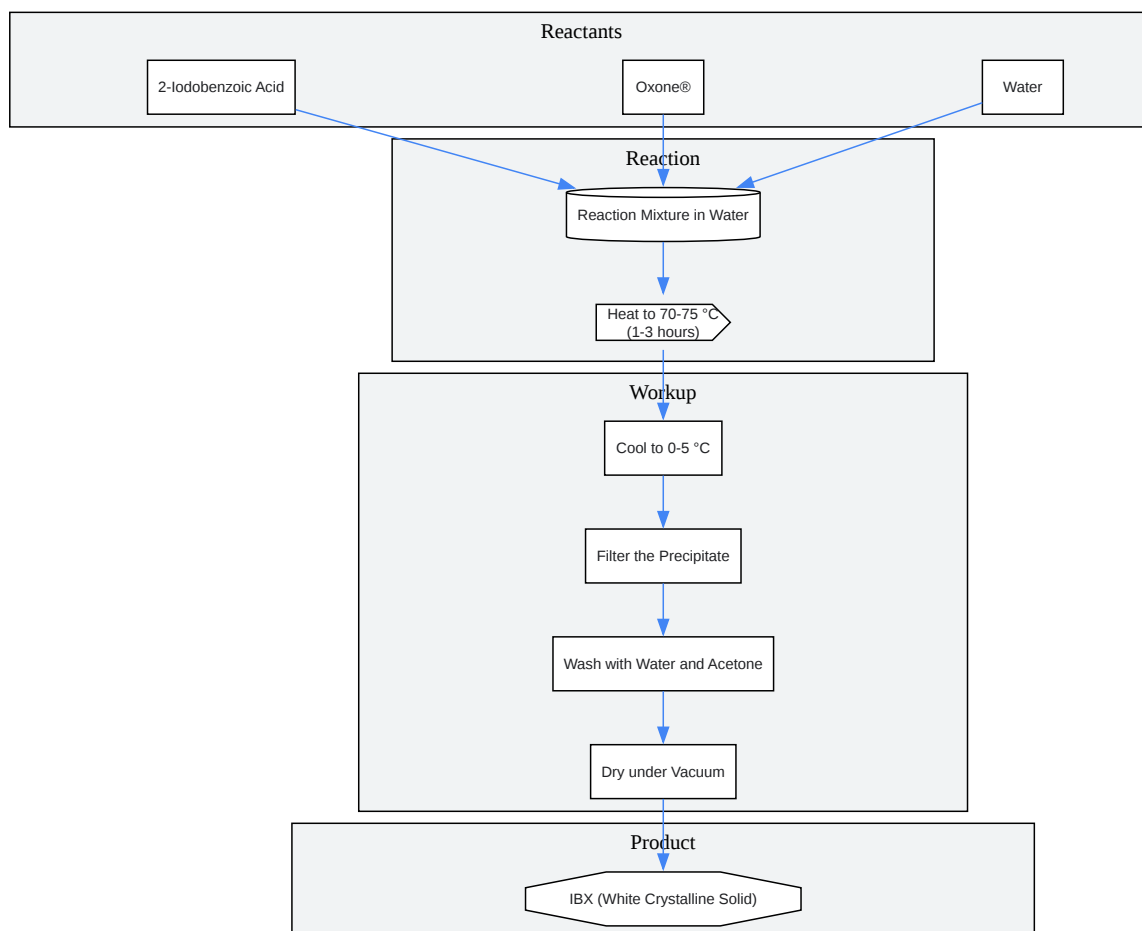 Reactants
2-Iodobenzoic Acid
Oxone®
Water
Reaction
Reaction Mixture in Water
Heat to 70-75 °C
(1-3 hours)
Workup
Cool to 0-5 °C
Filter the Precipitate
Wash with Water and Acetone
Dry under Vacuum
Product
IBX (White Crystalline Solid)